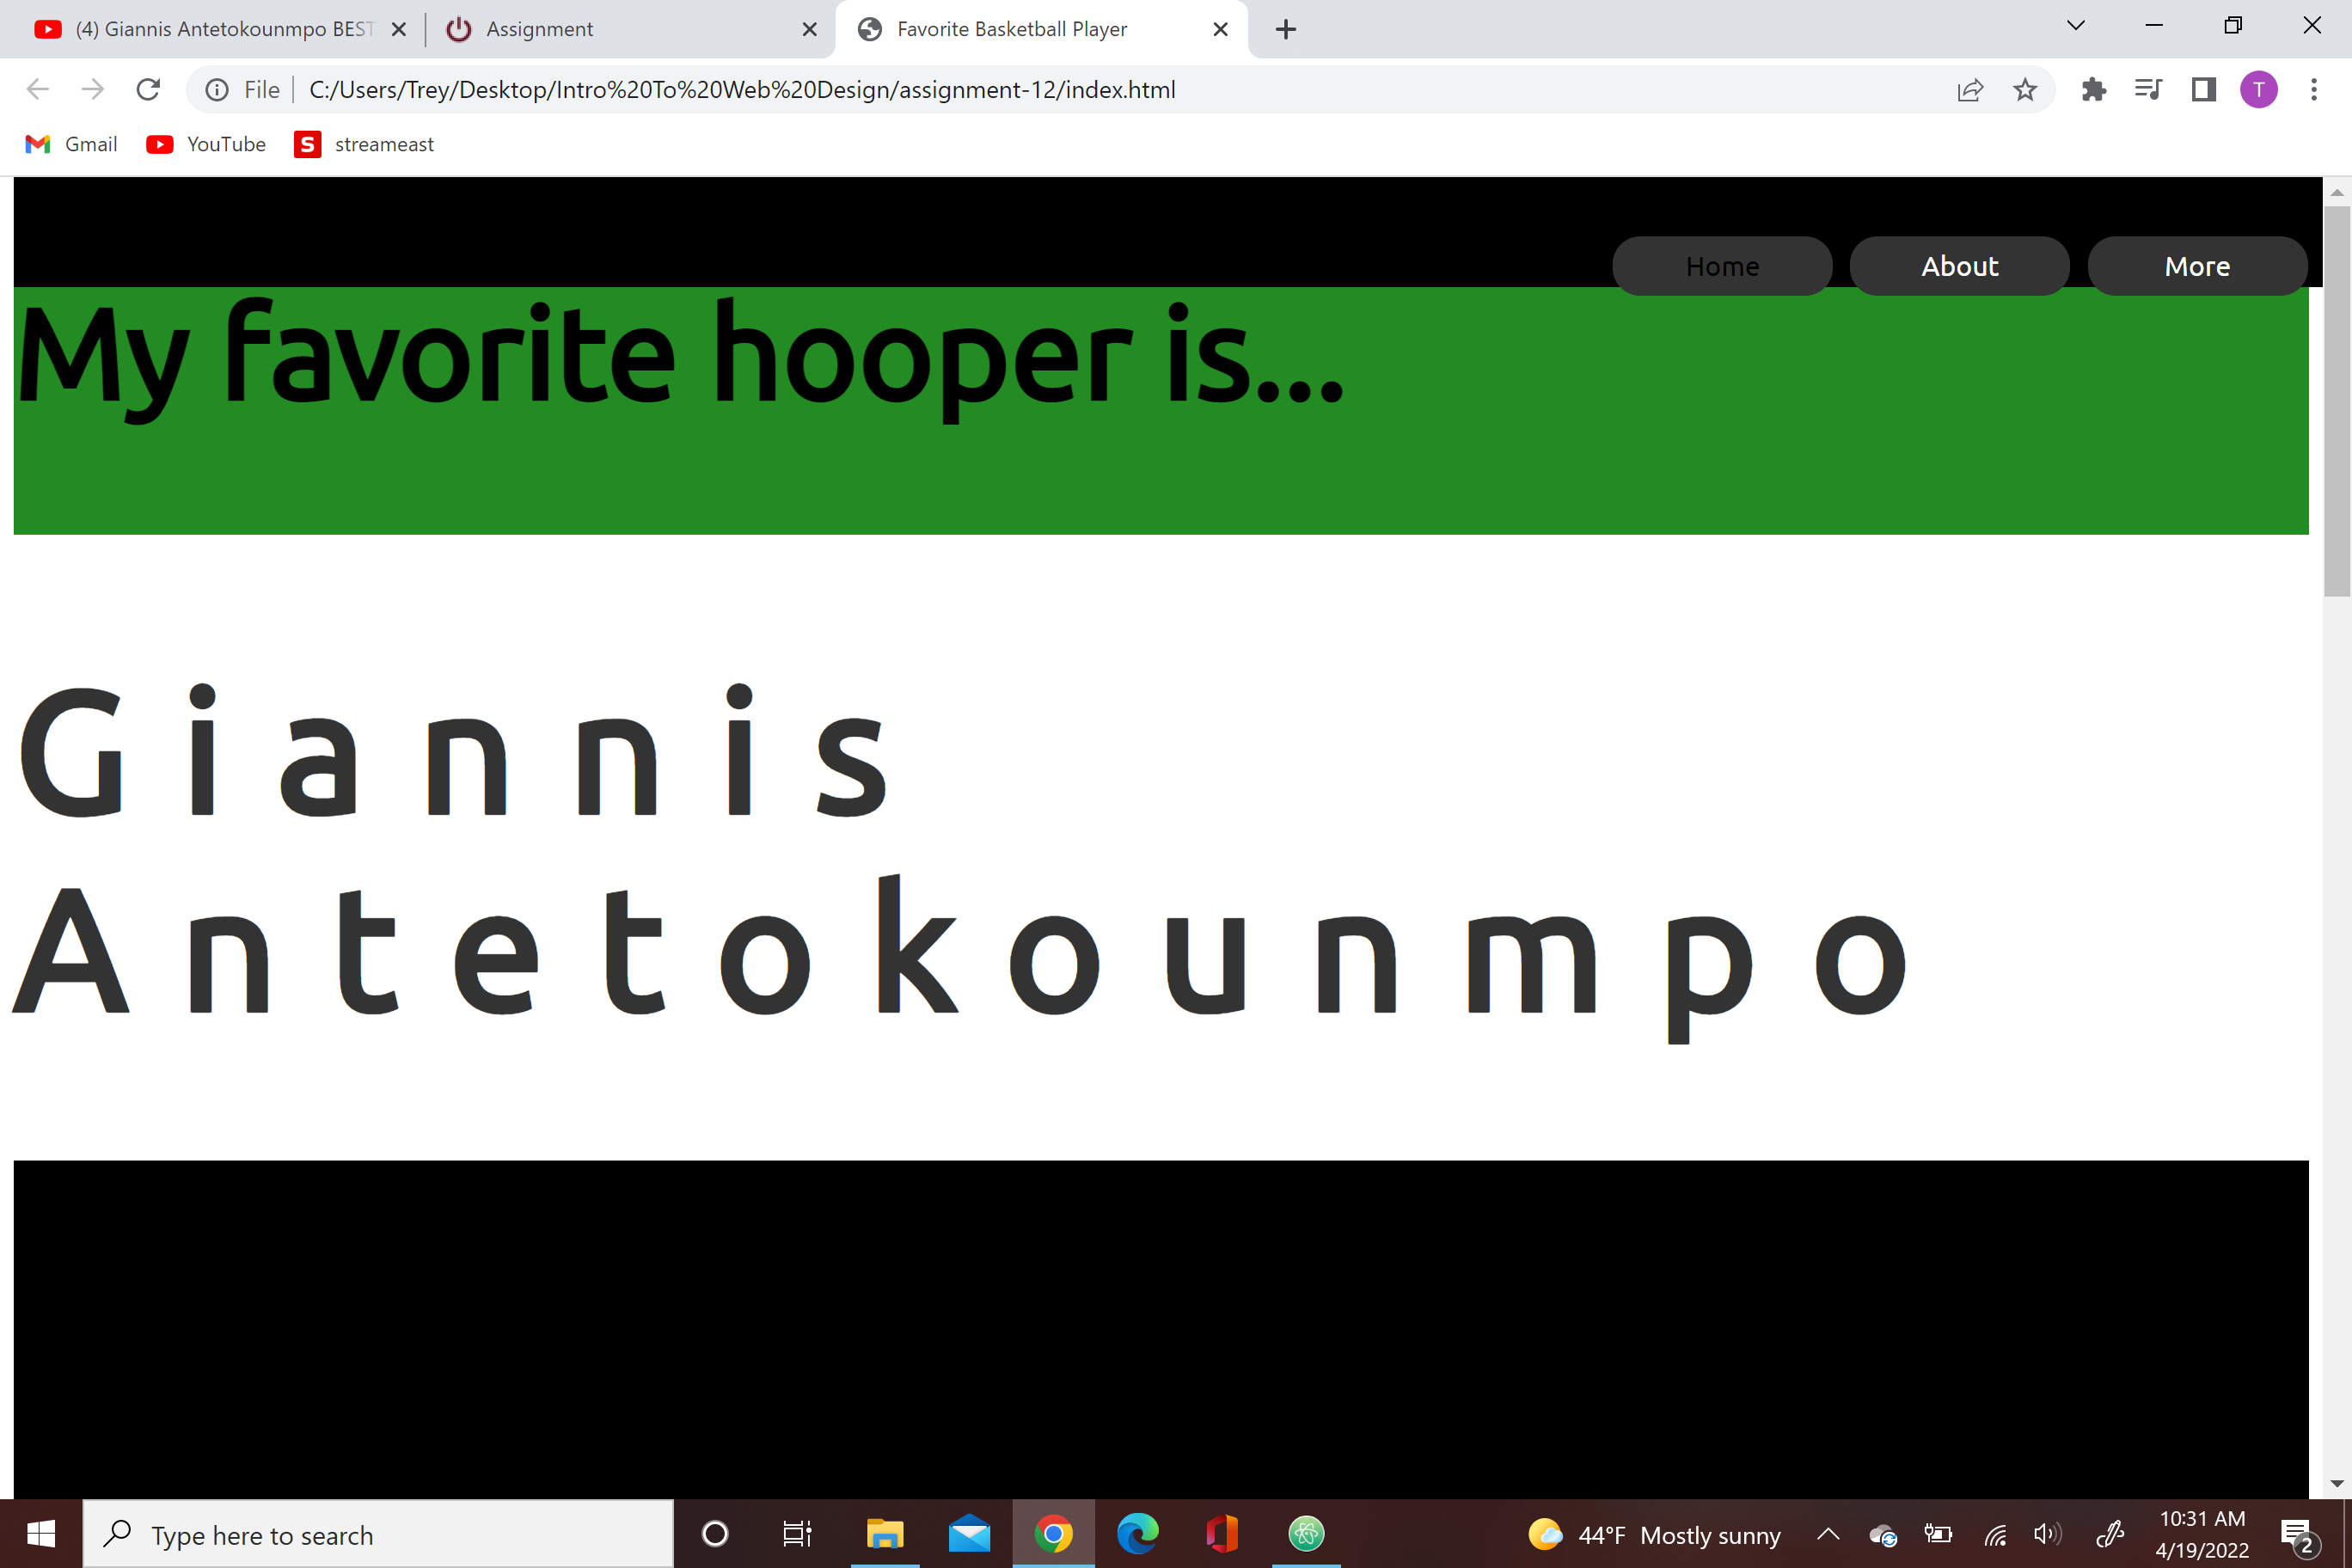 (4) Giannis Antetokounmpo BEST
Assignment
Favorite Basketball Player
File
C:/Users/Trey/Desktop/Intro%20To%20Web%20Design/assignment-12/index.html
T
Gmail
YouTube
S streameast
Home
About
More
My favorite hooper is...
Giannis
Antetokounmpo
Type here to search
44°F Mostly sunny
10:31 AM
4/19/2022
2